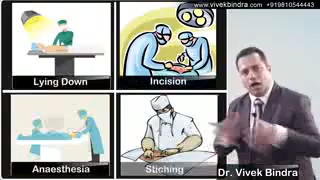 www.vivekbindra.com +919810544443
Lying Down
Incision
Anaesthesia
Stiching
Dr. Vivek Bindra